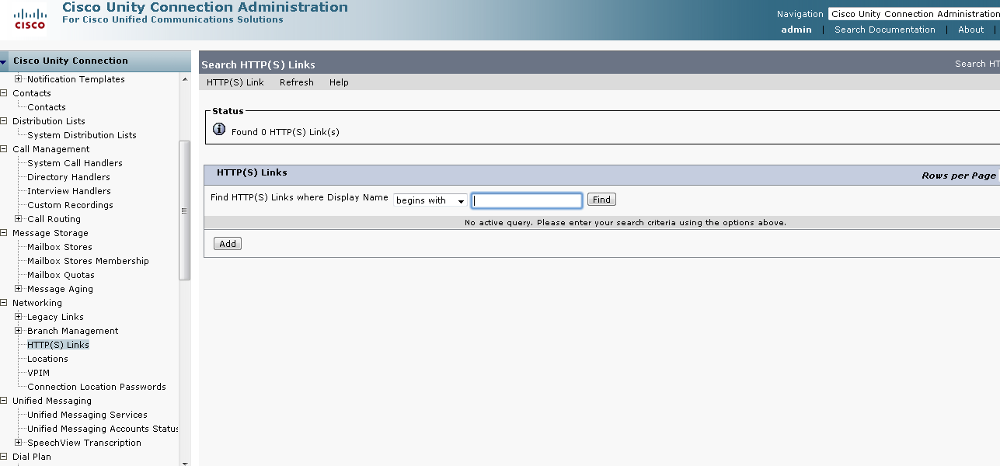 Cisco Unity Connection Administration
For Cisco Unified Communications Solutions
CISCO
Navigation Cisco Unity Connection Administration
admin | Search Documentation | About |
Cisco Unity Connection
Notification Templates
Contacts
Contacts
Distribution Lists
System Distribution Lists
Call Management
System Call Handlers
Directory Handlers
Interview Handlers
Custom Recordings
Call Routing
Message Storage
Mailbox Stores
Mailbox Stores Membership
Mailbox Quotas
Message Aging
Networking
Legacy Links
Branch Management
HTTP(S) Links
Locations
VPIM
Connection Location Passwords
Unified Messaging
Unified Messaging Services
Unified Messaging Accounts Status
SpeechView Transcription
Dial Plan
Search HTTP(S) Links
Search HT
HTTP(S) Link Refresh Help
Status
Found 0 HTTP(S) Link(s)
HTTP(S) Links
Rows per Page
Find HTTP(S) Links where Display Name begins with Find
No active query. Please enter your search criteria using the options above.
Add